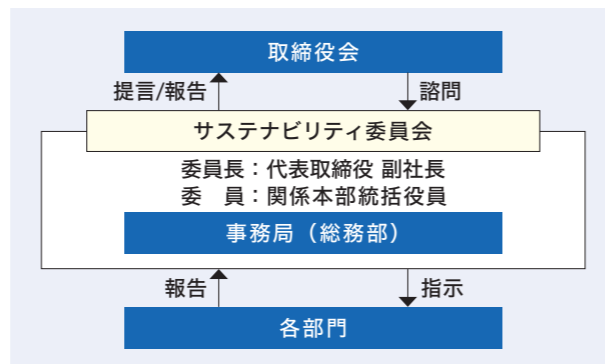 取締役会
提言/報告
諮問
サステナビリティ委員会
委員長：代表取締役 副社長
委　員：関係本部統括役員
事務局（総務部）
報告
指示
各部門